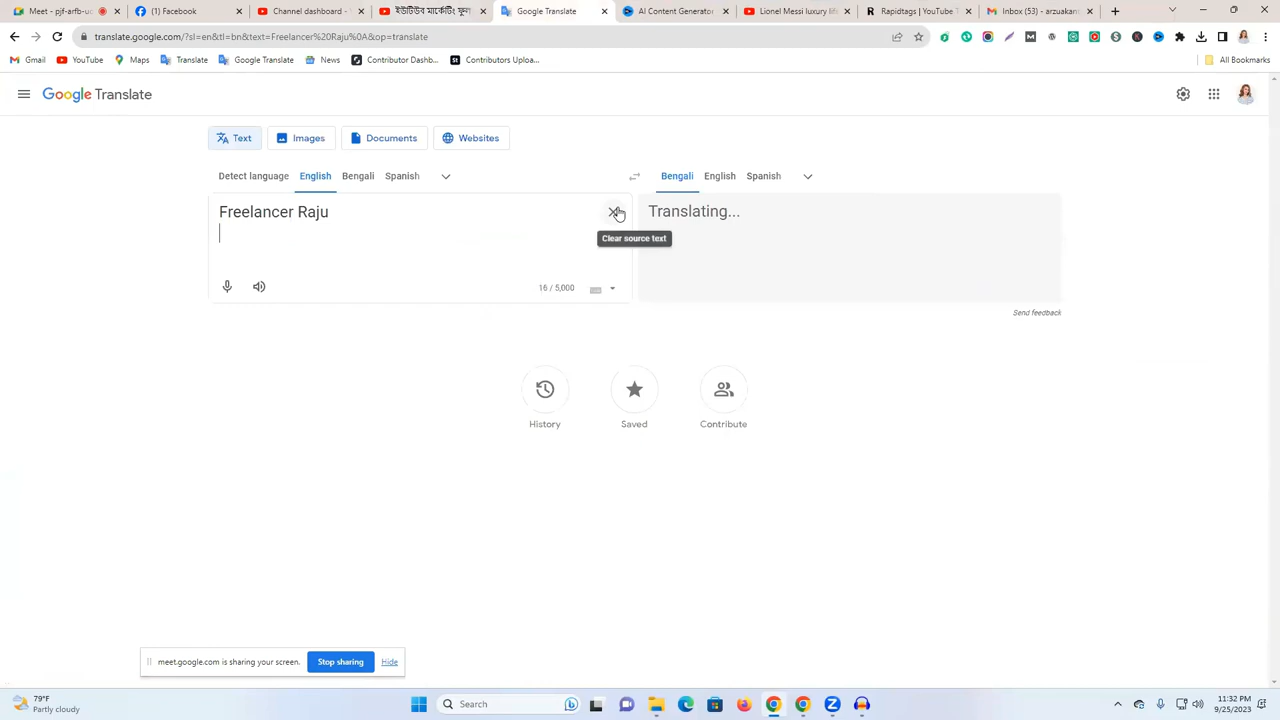 Meet - pjf-arfb-uo
(1) Facebook
Channel dashboard -
ইউটিউব মার্কেটিং ফুল
Google Translate
AI Content Generator
Lionel Messi luxury life
Rapidtags | YouTube
Inbox (53) - arzuakan
translate.google.com/?sl=en&tl=bn&text=Freelancer%20Raju%0A&op=translate
Gmail
YouTube
Maps
Translate
Google Translate
News
Contributor Dashb...
Contributors Uploa...
All Bookmarks
Google Translate
Text
Images
Documents
Websites
Detect language
English
Bengali
Spanish
Bengali
English
Spanish
Freelancer Raju
Translating...
Clear source text
16 / 5,000
Send feedback
History
Saved
Contribute
meet.google.com is sharing your screen.
Stop sharing
Hide
79°F
Partly cloudy
Search
11:32 PM
9/25/2023